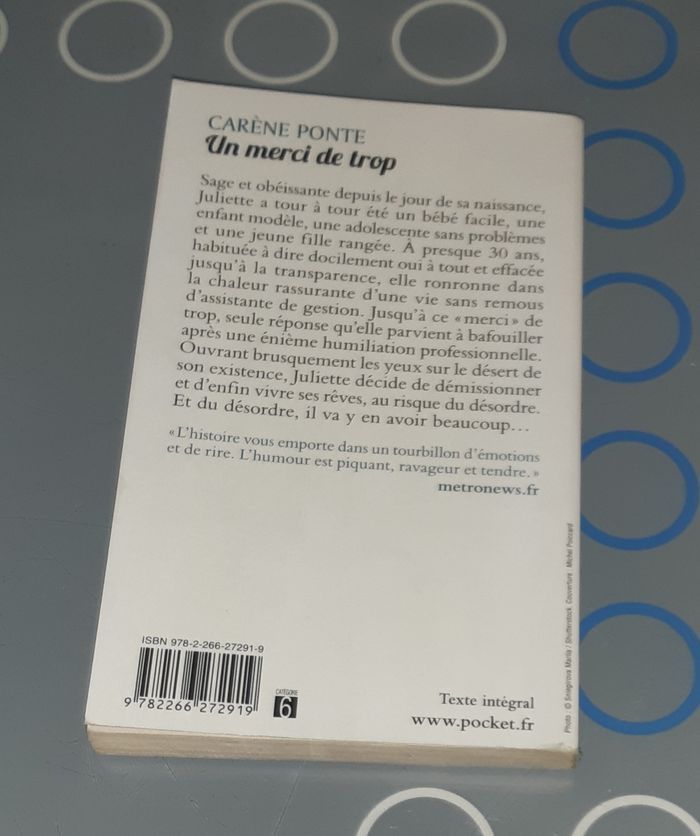 CARÈNE PONTE
Un merci de trop
Sage et obéissante depuis le jour de sa naissance,
Juliette a tour à tour été un bébé facile, une
enfant modèle, une adolescente sans problèmes
et une jeune fille rangée. À presque 30 ans,
habituée à dire docilement oui à tout et effacée
jusqu'à la transparence, elle ronronne dans
la chaleur rassurante d'une vie sans remous
d'assistante de gestion. Jusqu'à ce « merci » de
trop, seule réponse qu'elle parvient à bafouiller
après une énième humiliation professionnelle.
Ouvrant brusquement les yeux sur le désert de
son existence, Juliette décide de démissionner
et d'enfin vivre ses rêves, au risque du désordre.
Et du désordre, il va y en avoir beaucoup…
« L'histoire vous emporte dans un tourbillon d'émotions
et de rire. L'humour est piquant, ravageur et tendre. »
metronews.fr
ISBN 978-2-266-27291-9
9 782266 272919
CATÉGORIE
6
Texte intégral
www.pocket.fr
Photo : © Snegirova Mariia / Shutterstock. Couverture : Michel Poiccard